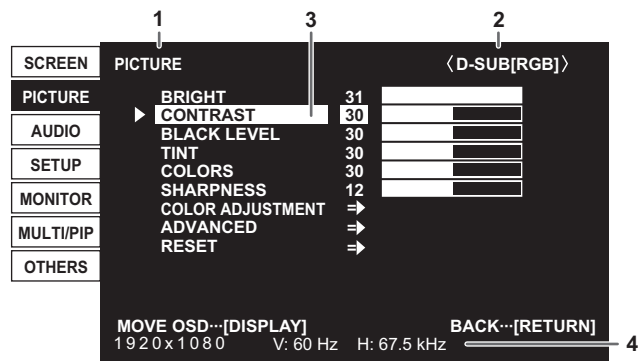 1 3 2
SCREEN
PICTURE
AUDIO
SETUP
MONITOR
MULTI/PIP
OTHERS
PICTURE 〈D-SUB[RGB]〉
BRIGHT 31
CONTRAST 30
BLACK LEVEL 30
TINT 30
COLORS 30
SHARPNESS 12
COLOR ADJUSTMENT
ADVANCED
RESET
MOVE OSD···[DISPLAY] BACK···[RETURN]
1920x1080 V: 60 Hz H: 67.5 kHz 4